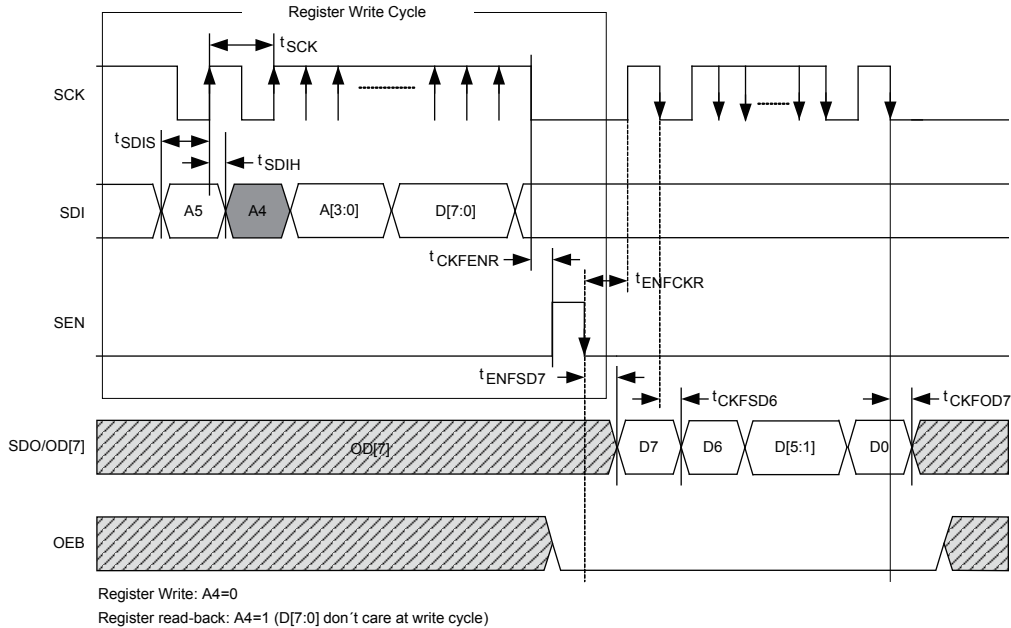 Register Write Cycle
tSCK
SCK
tSDIS
tSDIH
SDI
A5
A4
A[3:0]
D[7:0]
tCKFENR
tENFCKR
SEN
tENFSD7
tCKFSD6
tCKFOD7
SDO/OD[7]
OD[7]
D7
D6
D[5:1]
D0
OEB
Register Write: A4=0
Register read-back: A4=1 (D[7:0] don´t care at write cycle)